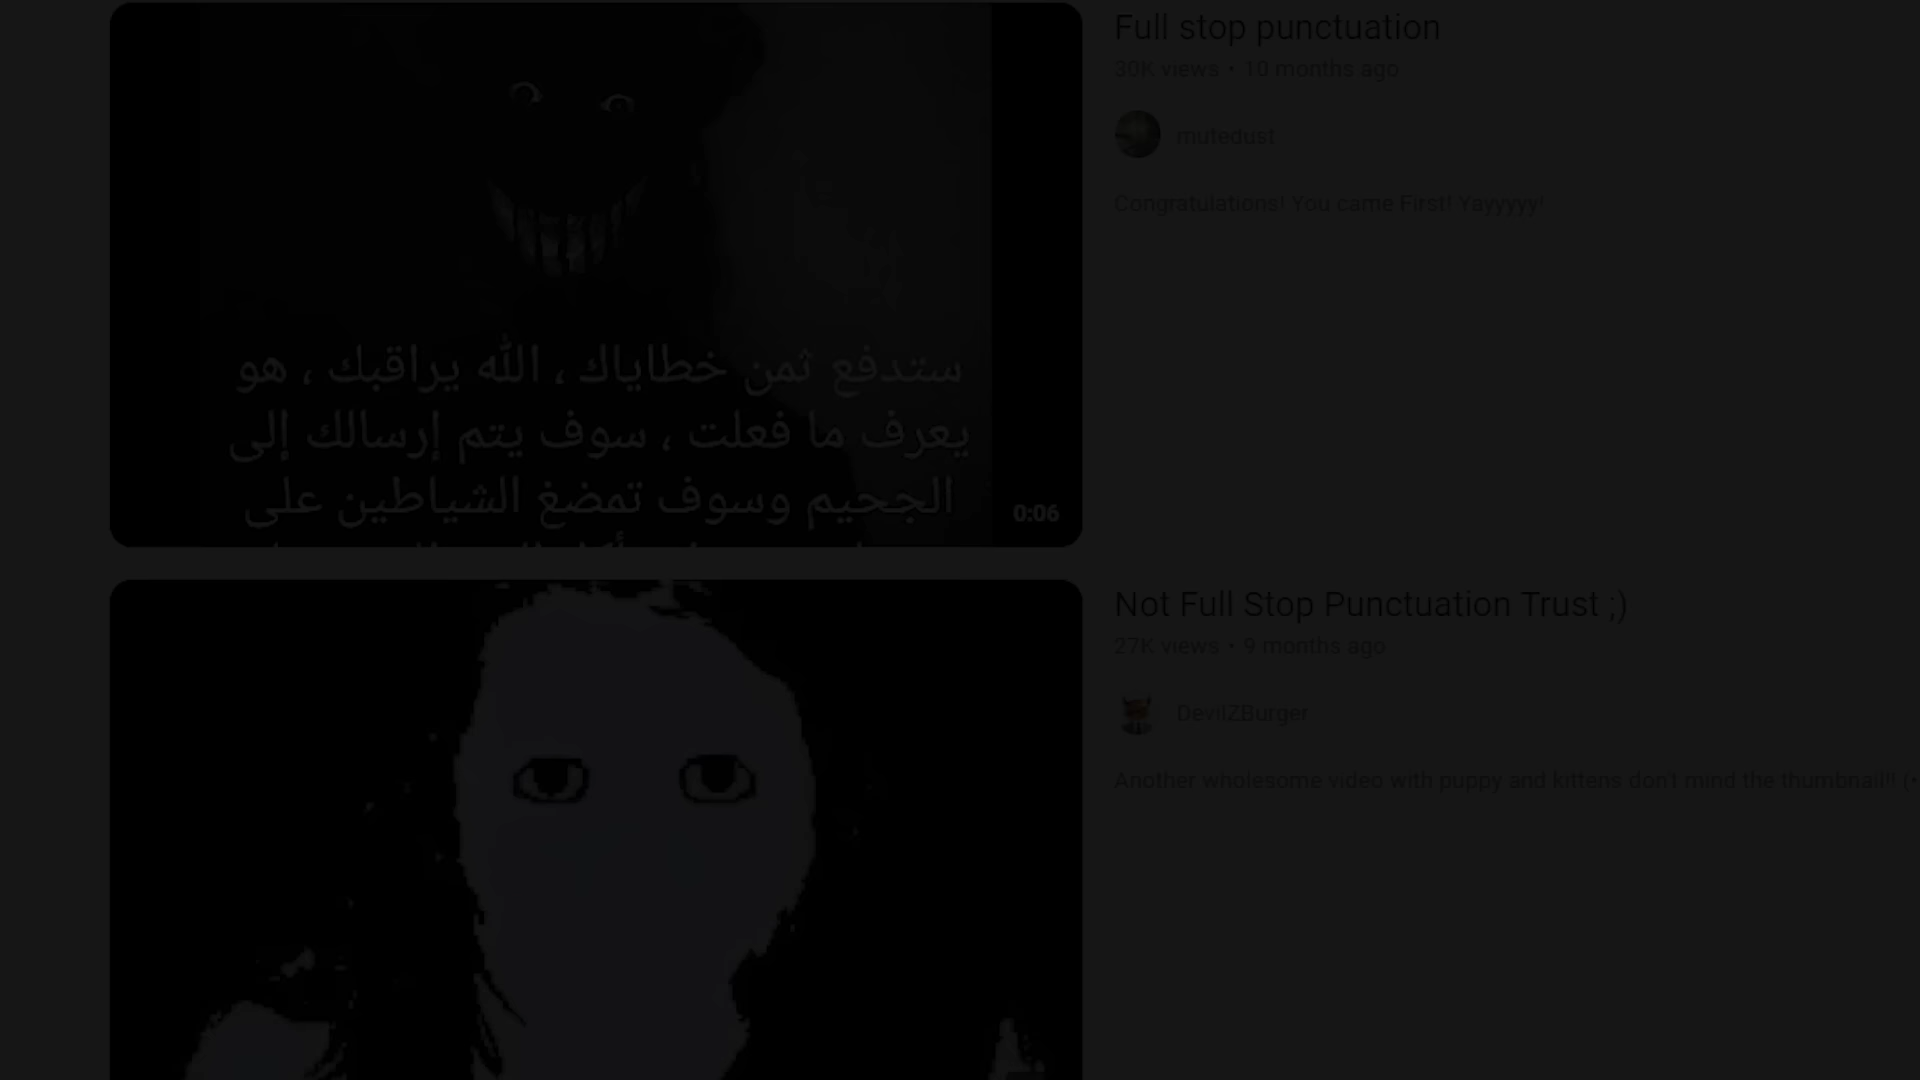 Full stop punctuation
30K views • 10 months ago
mutedust
Congratulations! You came First! Yayyyyy!
ستدفع ثمن خطاياك ، الله يراقبك ، هو
يعرف ما فعلت ، سوف يتم إرسالك إلى
الجحيم وسوف تمضغ الشياطين على
0:06
Not Full Stop Punctuation Trust ;)
27K views • 9 months ago
DevilZBurger
Another wholesome video with puppy and kittens don't mind the thumbnail!! (•